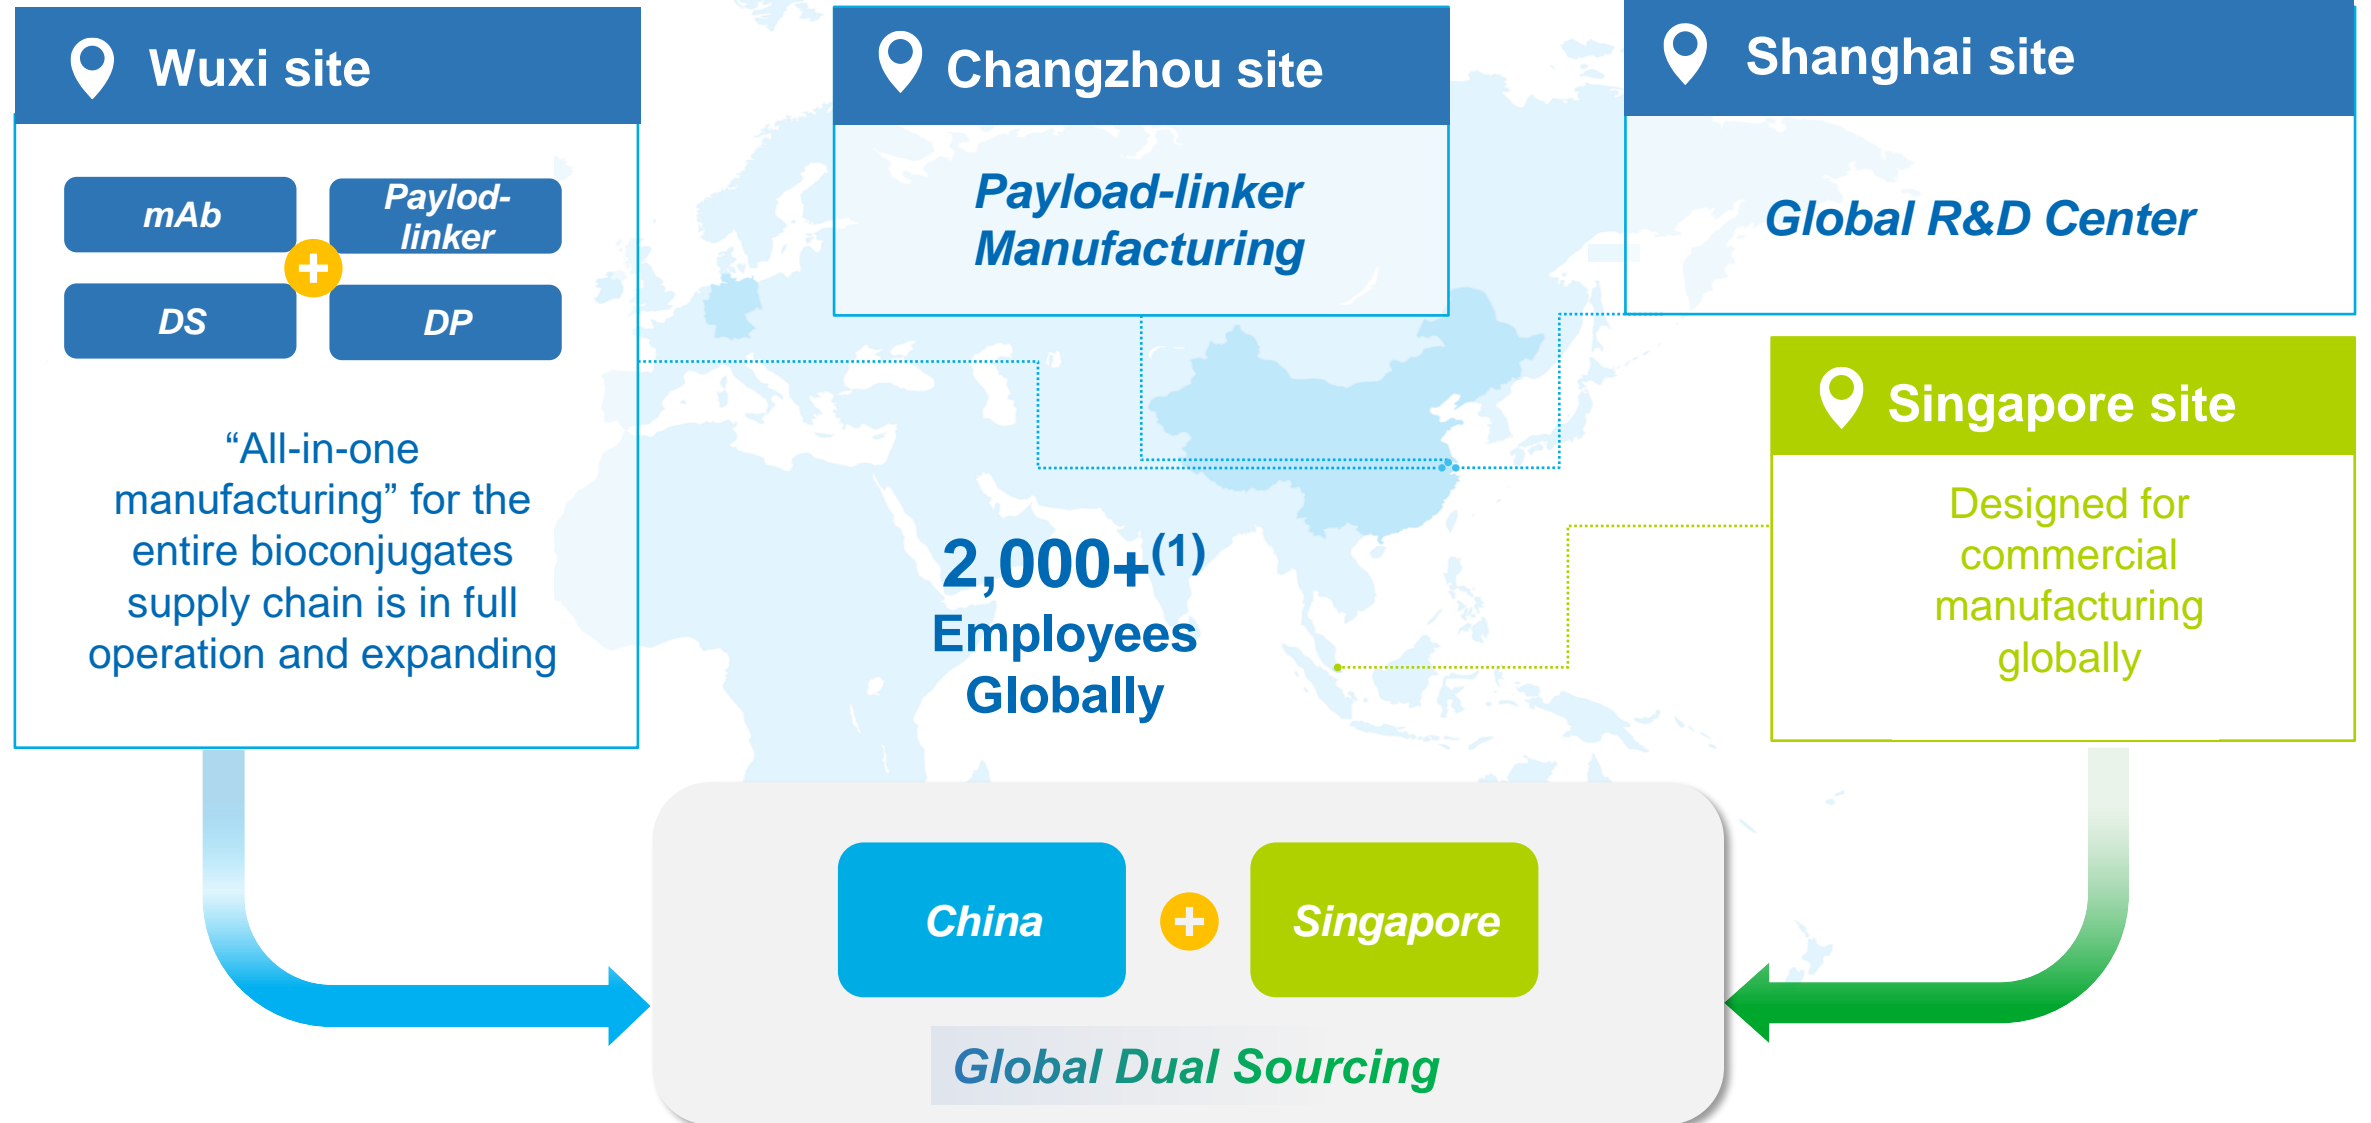 Wuxi site
mAb
Paylod-
linker
DS
DP
“All-in-one
manufacturing” for the
entire bioconjugates
supply chain is in full
operation and expanding
Changzhou site
Payload-linker
Manufacturing
Shanghai site
Global R&D Center
Singapore site
Designed for
commercial
manufacturing
globally
2,000+(1)
Employees
Globally
China
Singapore
Global Dual Sourcing